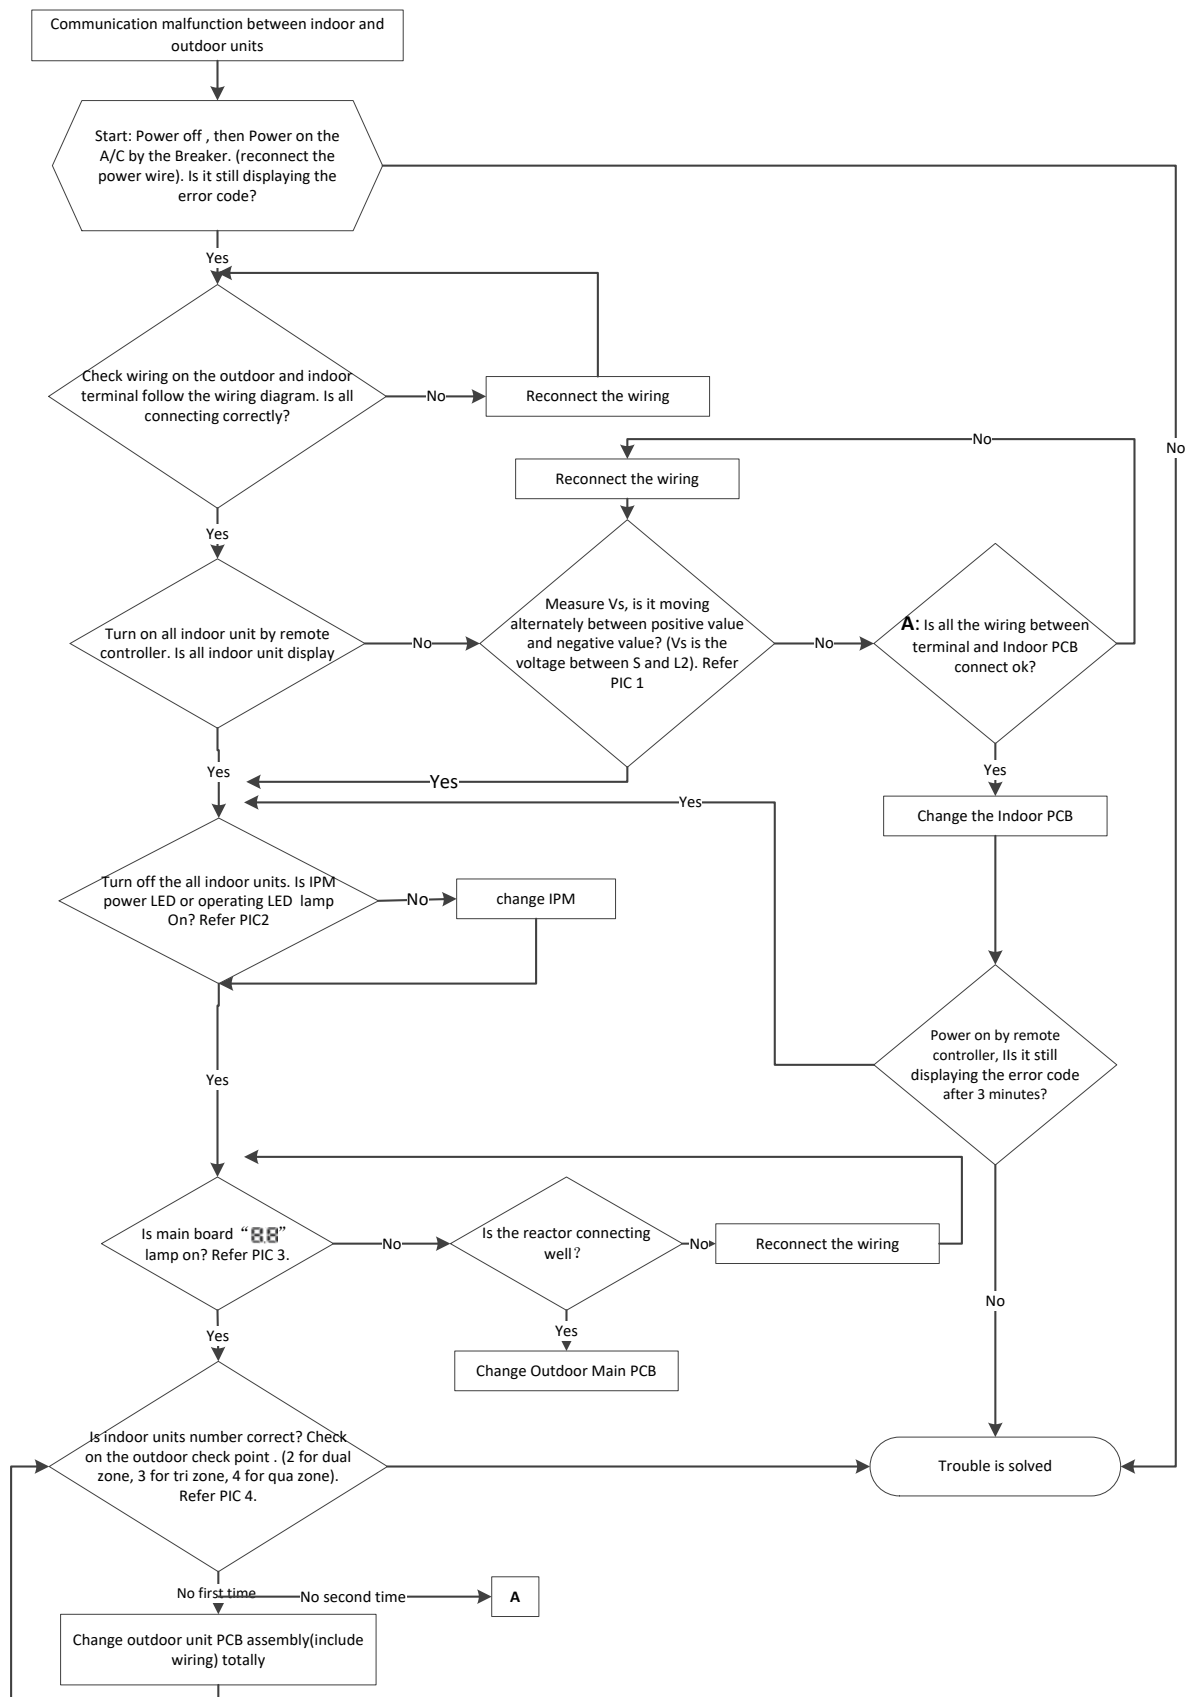 Communication malfunction between indoor and
outdoor units
Start: Power off , then Power on the
A/C by the Breaker. (reconnect the
power wire). Is it still displaying the
error code?
No
Yes
Check wiring on the outdoor and indoor
terminal follow the wiring diagram. Is all
connecting correctly?
No
Reconnect the wiring
Yes
No
Reconnect the wiring
Turn on all indoor unit by remote
controller. Is all indoor unit display
No
Measure Vs, is it moving
alternately between positive value
and negative value? (Vs is the
voltage between S and L2). Refer
PIC 1
No
A: Is all the wiring between
terminal and Indoor PCB
connect ok?
Yes
Yes
Yes
Yes
Change the Indoor PCB
Turn off the all indoor units. Is IPM
power LED or operating LED lamp
On? Refer PIC2
No
change IPM
Power on by remote
controller, IIs it still
displaying the error code
after 3 minutes?
Yes
No
Is main board “8.8”
lamp on? Refer PIC 3.
No
Is the reactor connecting
well？
No
Reconnect the wiring
Yes
Yes
Change Outdoor Main PCB
Is indoor units number correct? Check
on the outdoor check point . (2 for dual
zone, 3 for tri zone, 4 for qua zone).
Refer PIC 4.
Trouble is solved
No first time
No second time
A
Change outdoor unit PCB assembly(include
wiring) totally